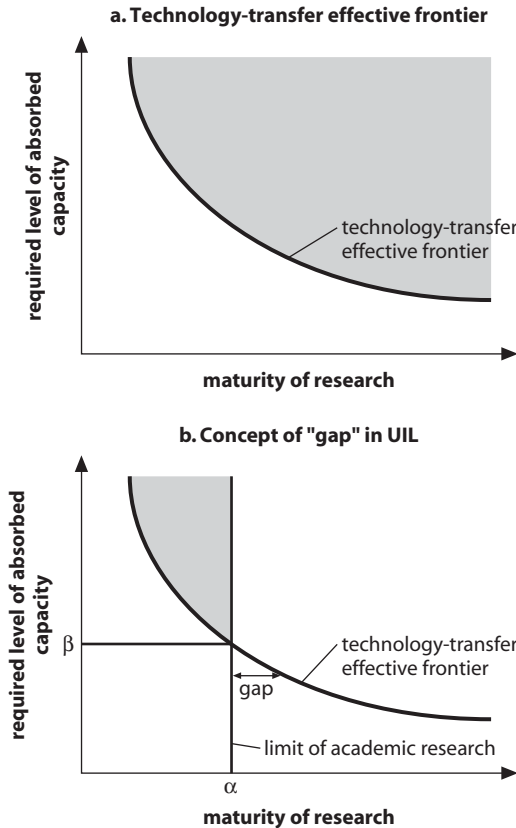 a. Technology-transfer effective frontier
required level of absorbed
capacity
technology-transfer
effective frontier
maturity of research
b. Concept of "gap" in UIL
required level of absorbed
capacity
β
technology-transfer
effective frontier
gap
limit of academic research
α
maturity of research